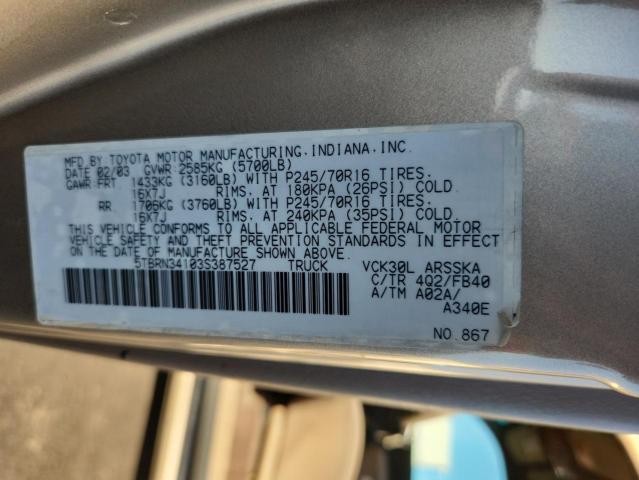 MFD BY TOYOTA MOTOR MANUFACTURING, INDIANA, INC.
DATE 02/03 GVWR 2585KG (5700LB)
GAWR:FRT 1433KG (3160LB) WITH P245/70R16 TIRES.
16X7J RIMS. AT 180KPA (26PSI) COLD.
RR 1706KG (3760LB) WITH P245/70R16 TIRES.
16X7J RIMS. AT 240KPA (35PSI) COLD.
THIS VEHICLE CONFORMS TO ALL APPLICABLE FEDERAL MOTOR
VEHICLE SAFETY AND THEFT PREVENTION STANDARDS IN EFFECT
ON DATE OF MANUFACTURE SHOWN ABOVE.
5TBRN34103S387527 TRUCK VCK30L ARSSKA
C/TR 4Q2/FB40
A/TM A02A/
A340E
NO.867